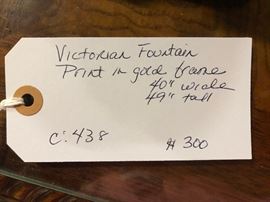 Victorian Fountain
Print in gold frame
40" wide
49" tall
c: 438 $ 300